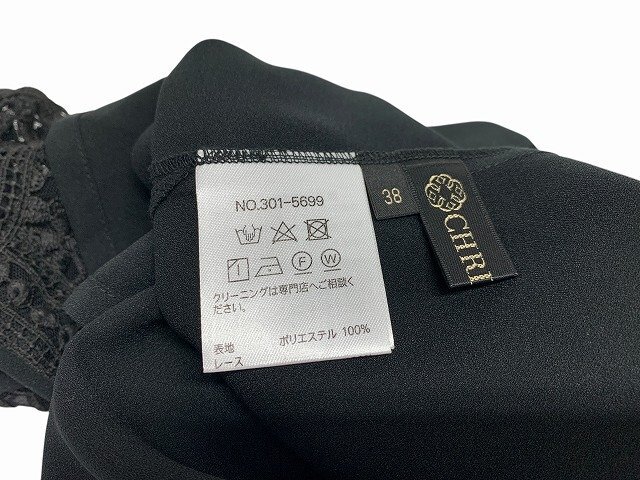 NO.301-5699
F W
クリーニングは専門店へご相談く
ださい。
表地 ポリエステル 100%
レース
38
CHRI